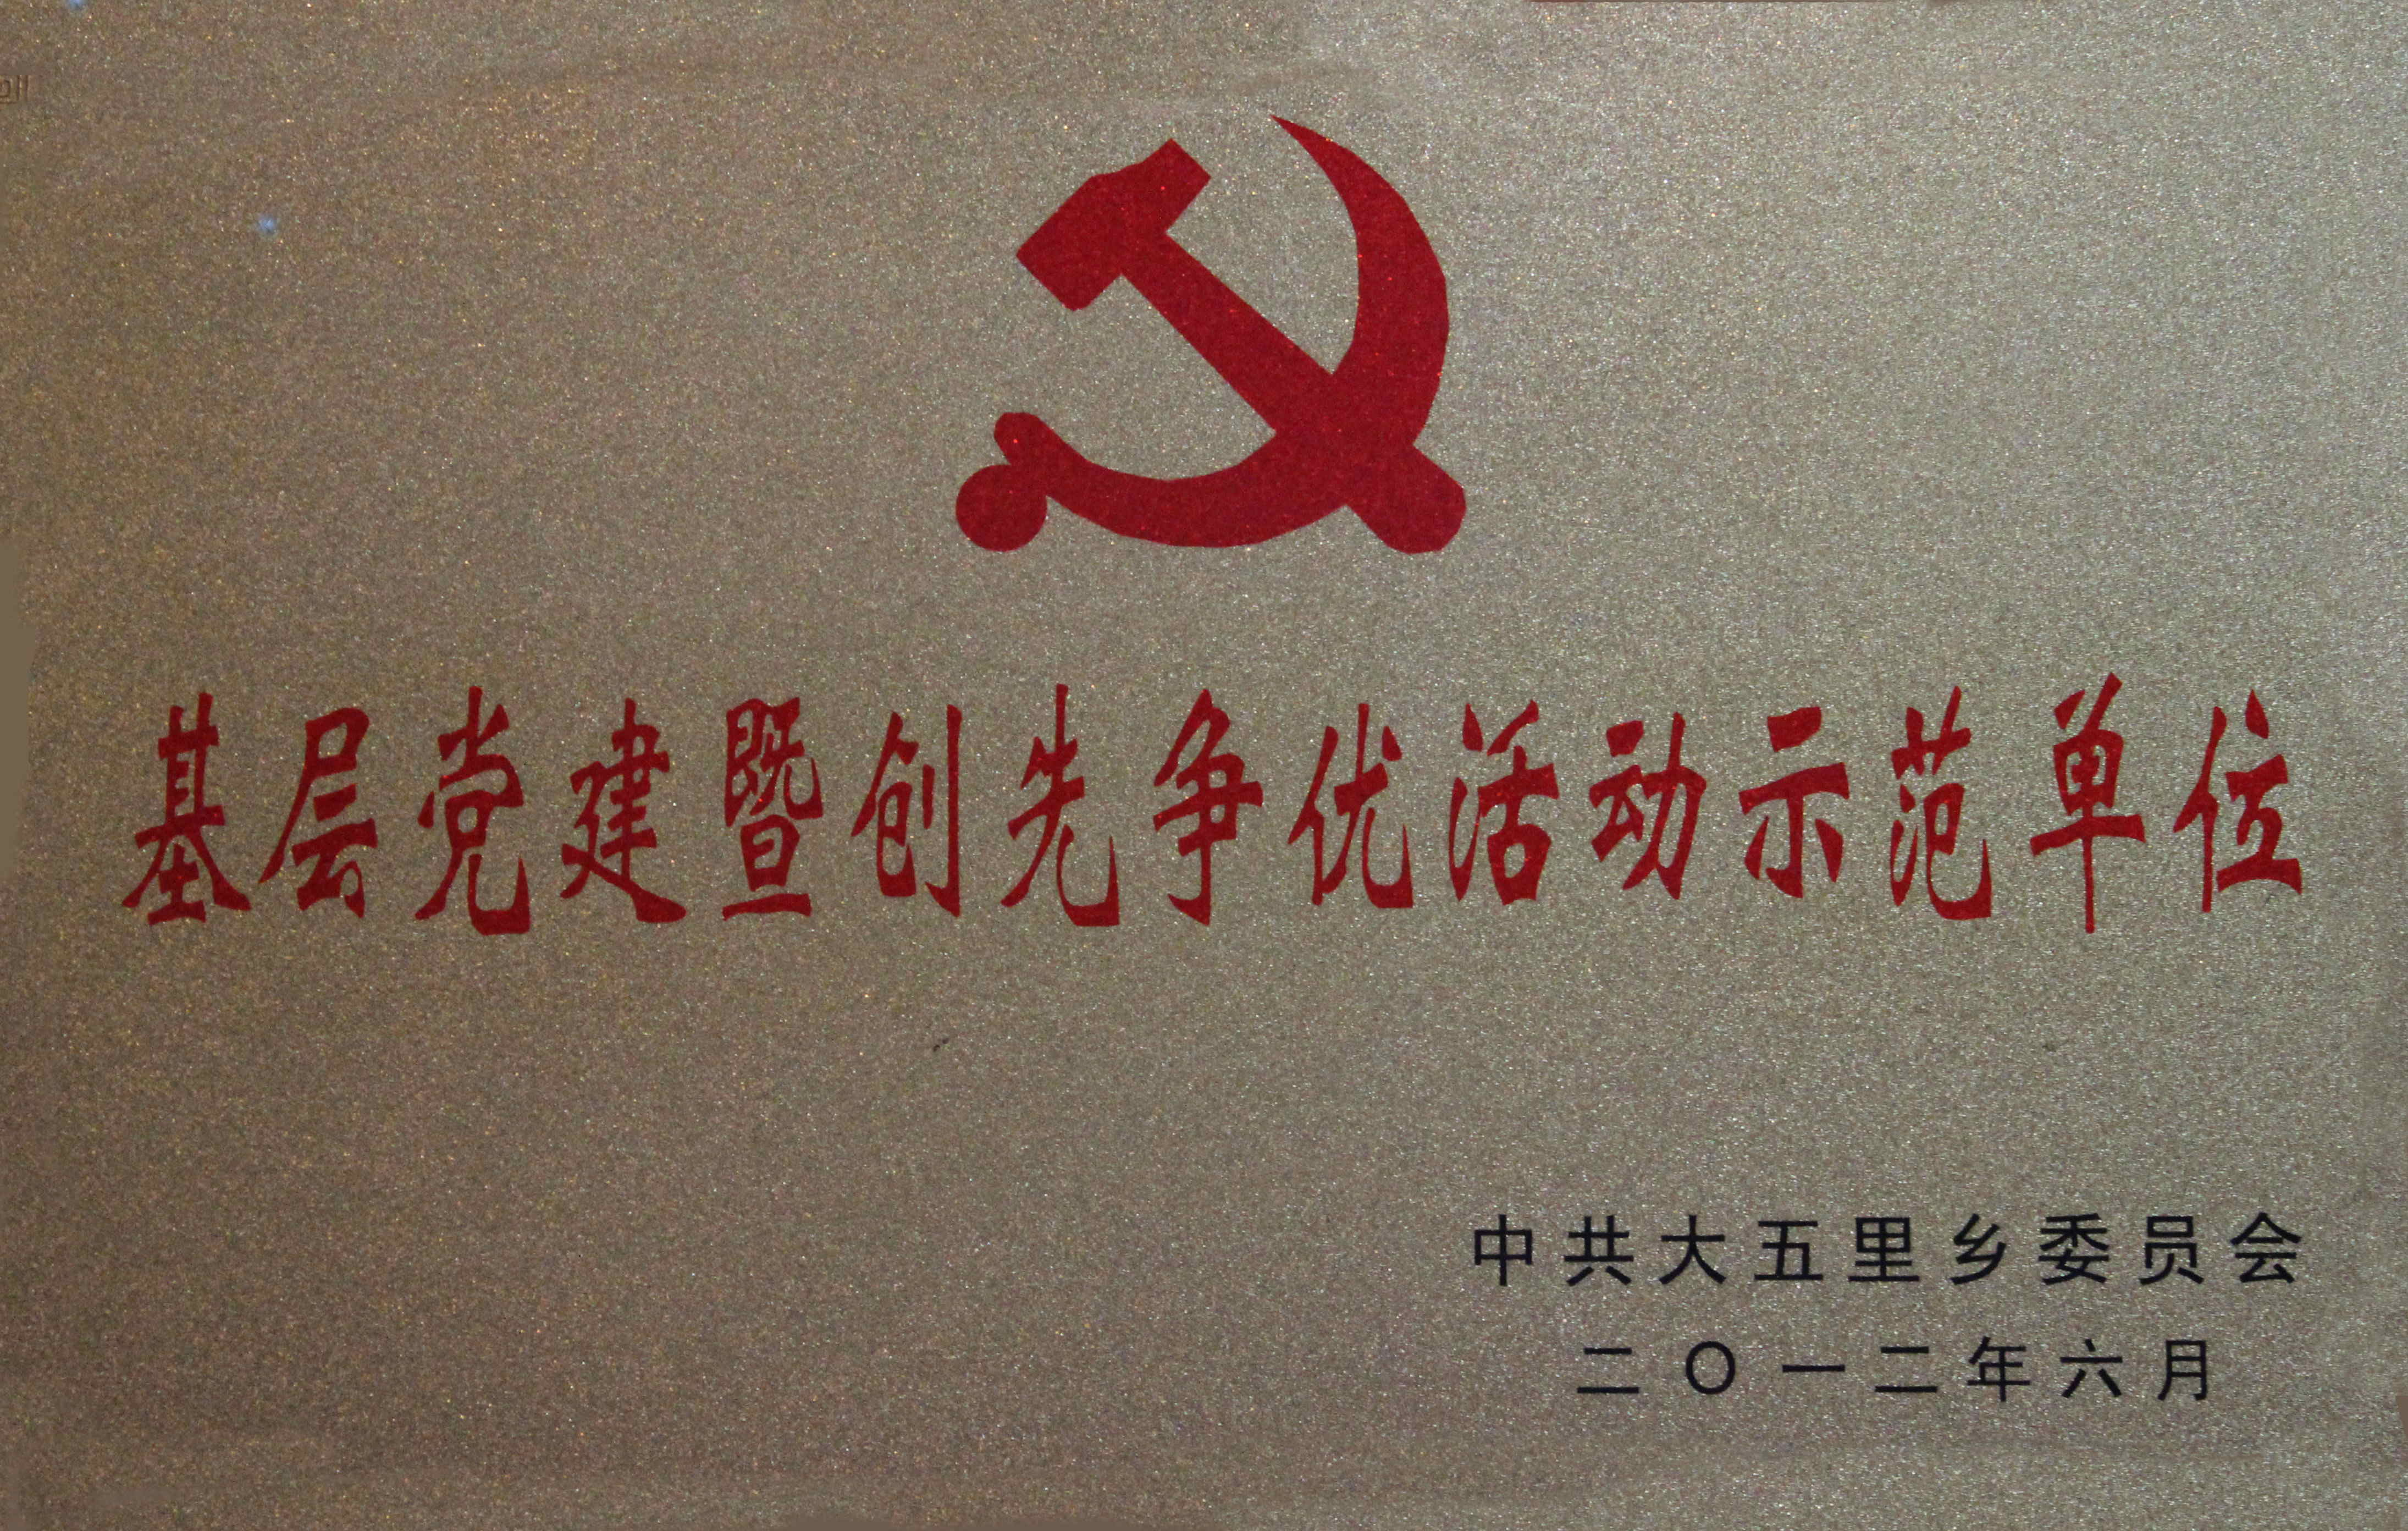 基层党建暨创先争优活动示范单位
中共大五里乡委员会
二〇一二年六月